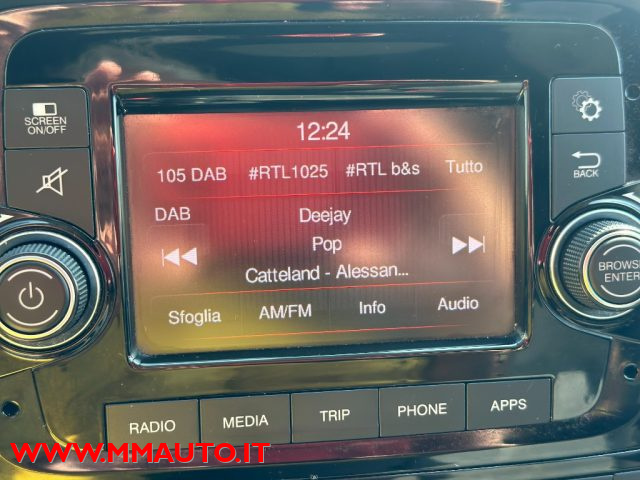 12:24
SCREEN
ON/OFF
105 DAB #RTL1025 #RTL b&s Tutto
BACK
DAB Deejay
Pop
Catteland - Alessan...
BROWSE
ENTER
Sfoglia AM/FM Info Audio
RADIO MEDIA TRIP PHONE APPS
WWW.MMAUTO.IT